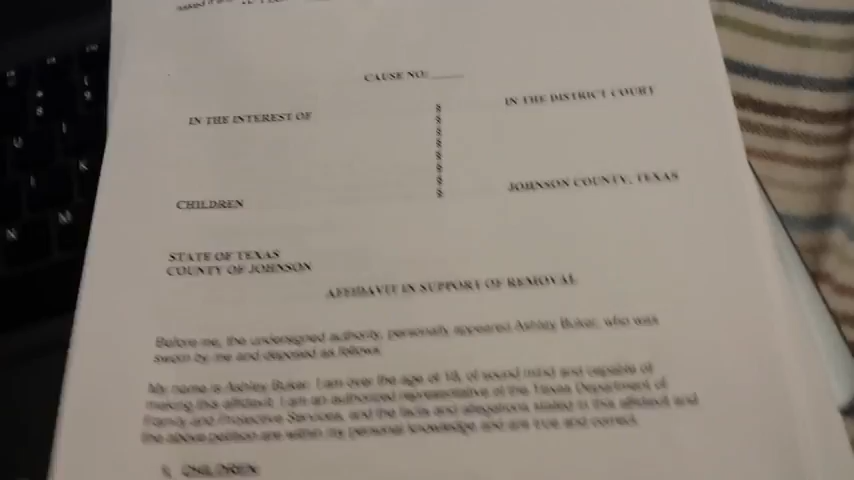 asked if
CAUSE NO:
IN THE INTEREST OF
§ IN THE DISTRICT COURT
§
§
§
§
§
§ JOHNSON COUNTY, TEXAS
CHILDREN §
STATE OF TEXAS
COUNTY OF JOHNSON
AFFIDAVIT IN SUPPORT OF REMOVAL
Before me, the undersigned authority, personally appeared Ashley Buker, who was
sworn by me and deposed as follows:
My name is Ashley Buker. I am over the age of 18, of sound mind and capable of
making this affidavit. I am an authorized representative of the Texas Department of
Family and Protective Services, and the facts and allegations stated in this affidavit and
the above petition are within my personal knowledge and are true and correct.
CHILDREN